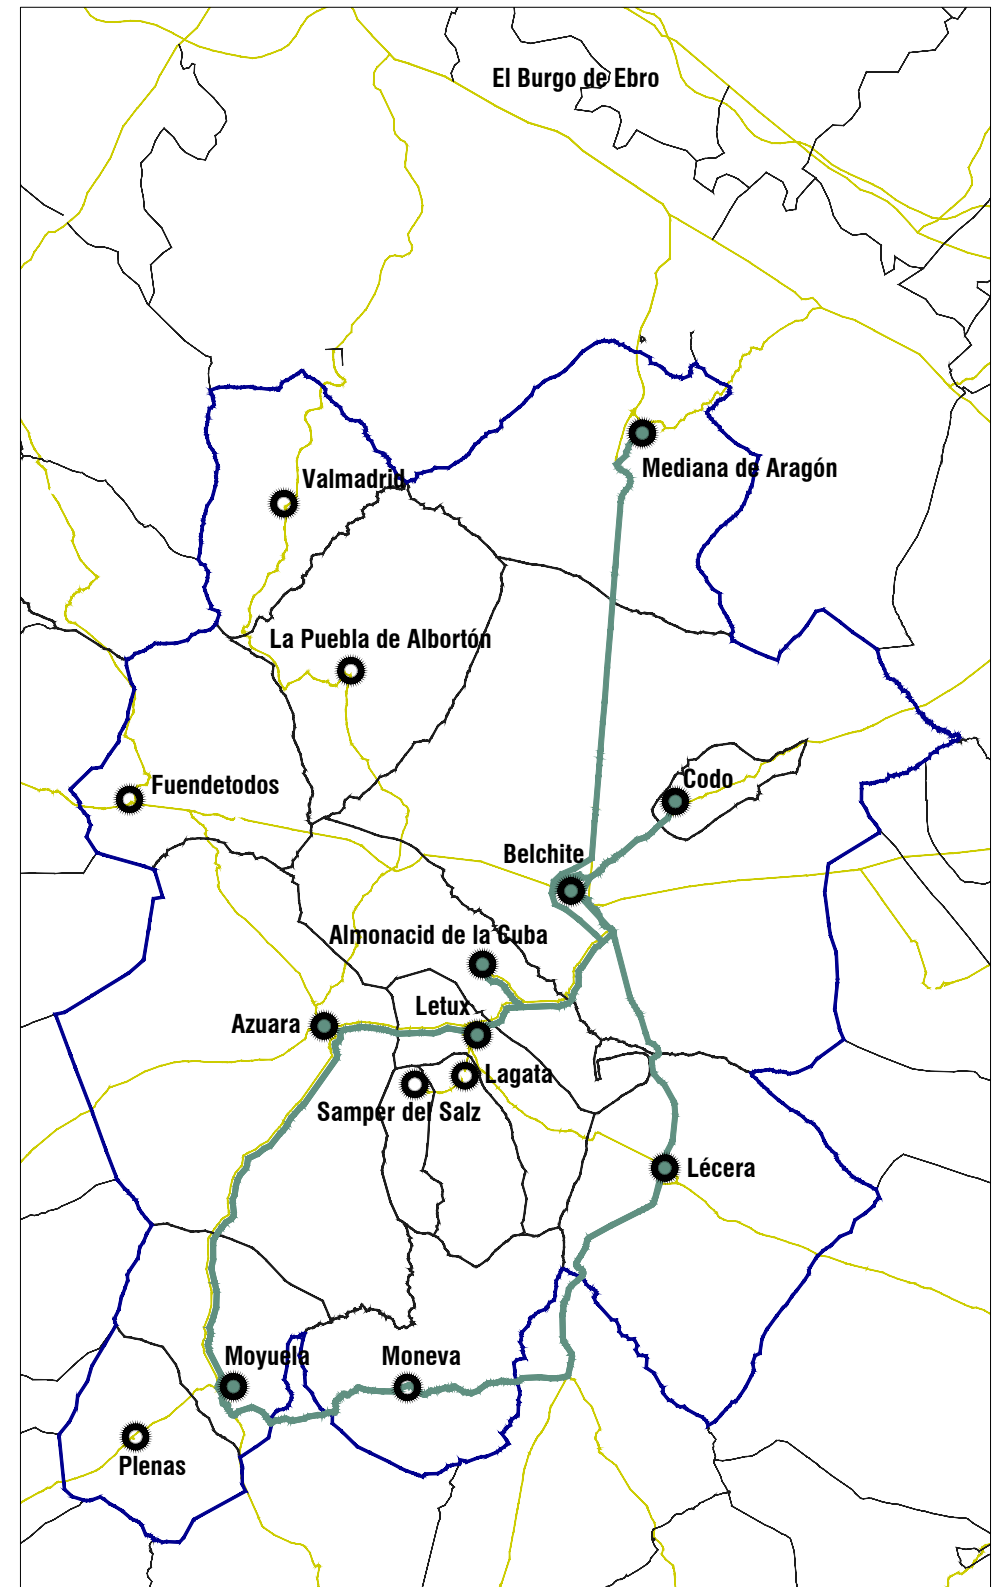 El Burgo de Ebro
Mediana de Aragón
Valmadrid
La Puebla de Albortón
Codo
Fuendetodos
Belchite
Almonacid de la Cuba
Letux
Azuara
Lagata
Samper del Salz
Lécera
Moyuela
Moneva
Plenas